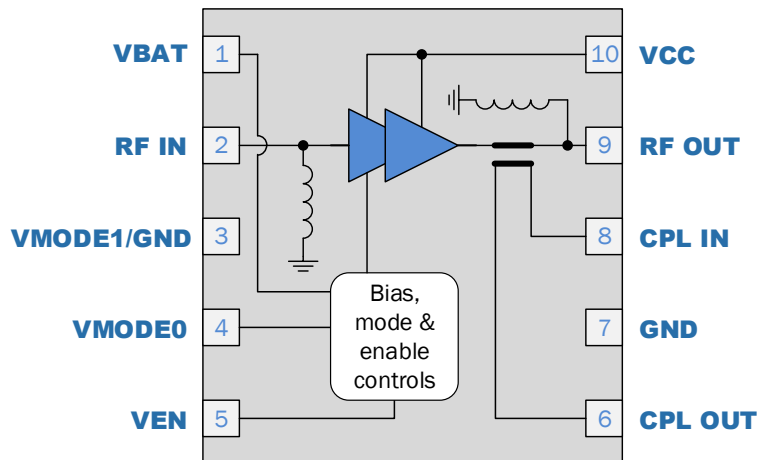 VBAT 1 10 VCC
RF IN 2 9 RF OUT
VMODE1/GND 3 8 CPL IN
Bias,
mode &
enable
controls
VMODE0 4 7 GND
VEN 5 6 CPL OUT